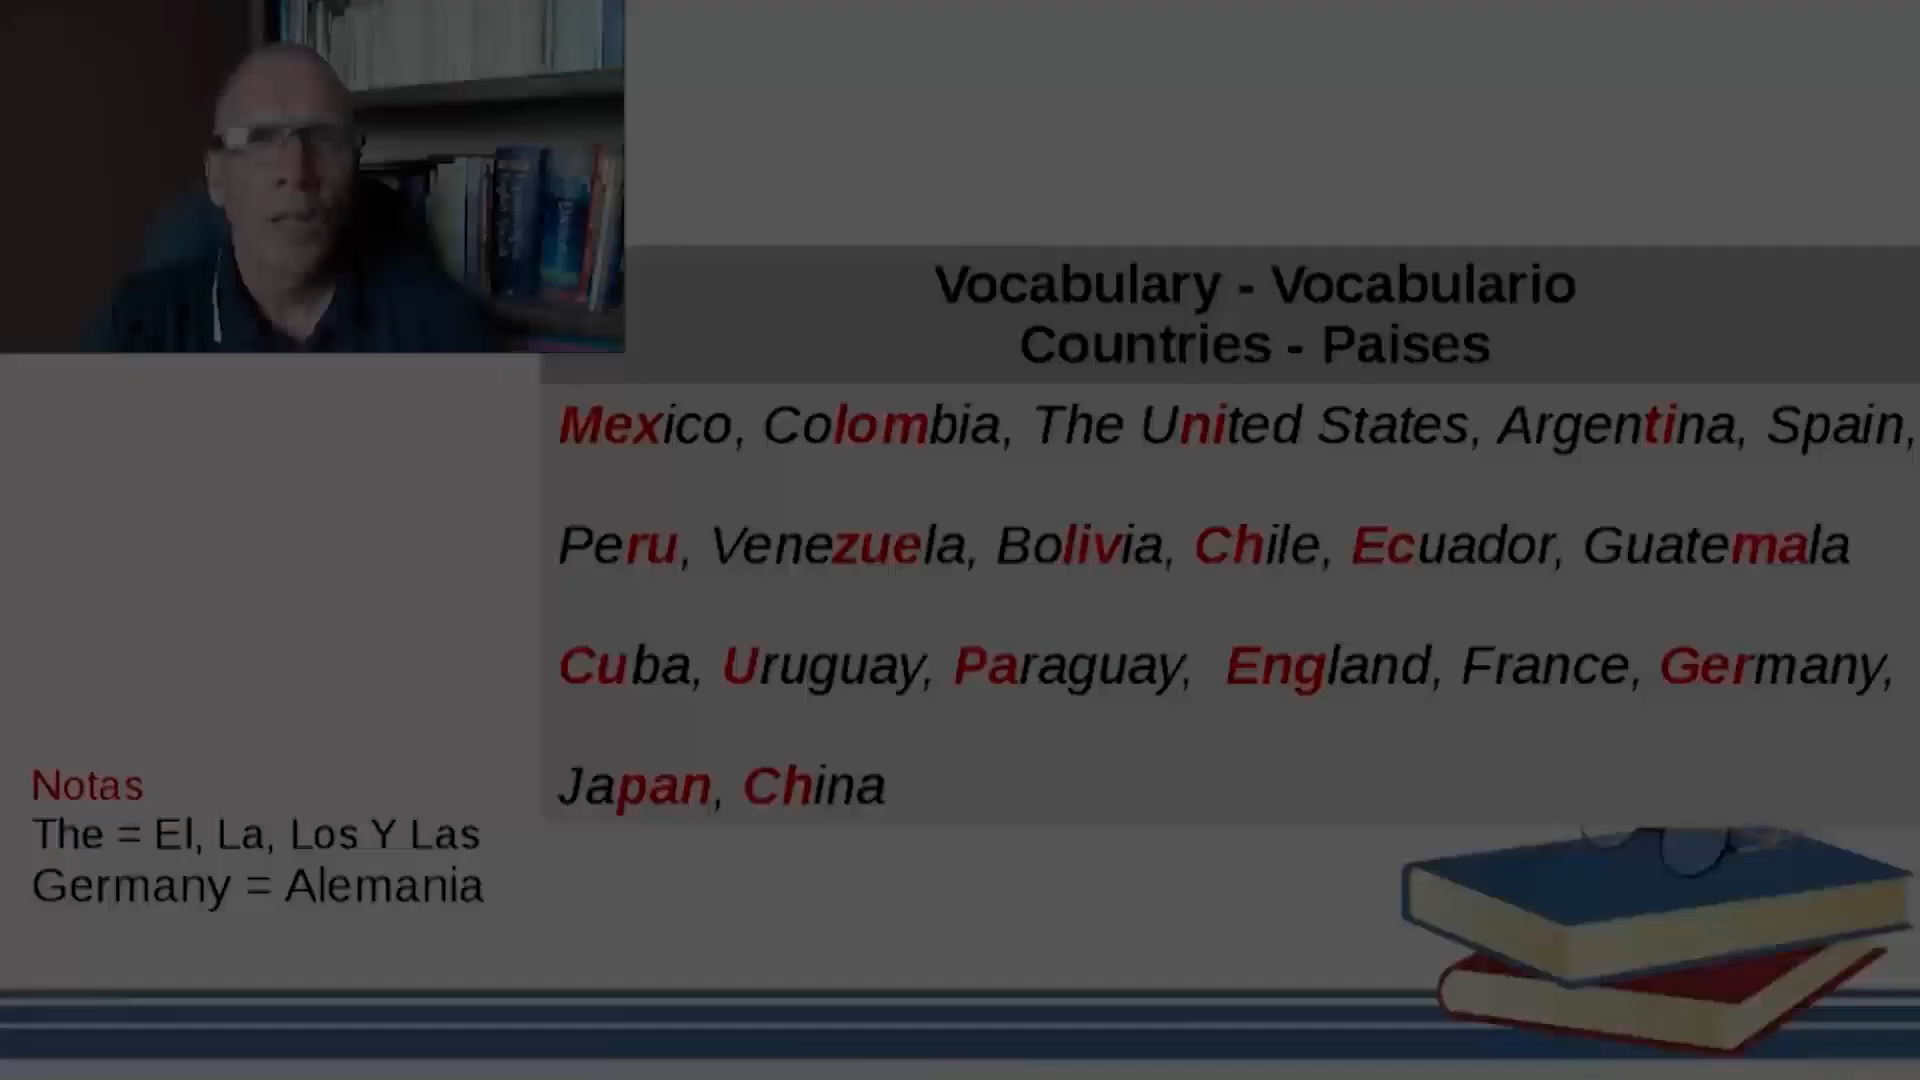 Vocabulary - Vocabulario
Countries - Paises
Mexico, Colombia, The United States, Argentina, Spain,
Peru, Venezuela, Bolivia, Chile, Ecuador, Guatemala
Cuba, Uruguay, Paraguay, England, France, Germany,
Japan, China
Notas
The = El, La, Los Y Las
Germany = Alemania